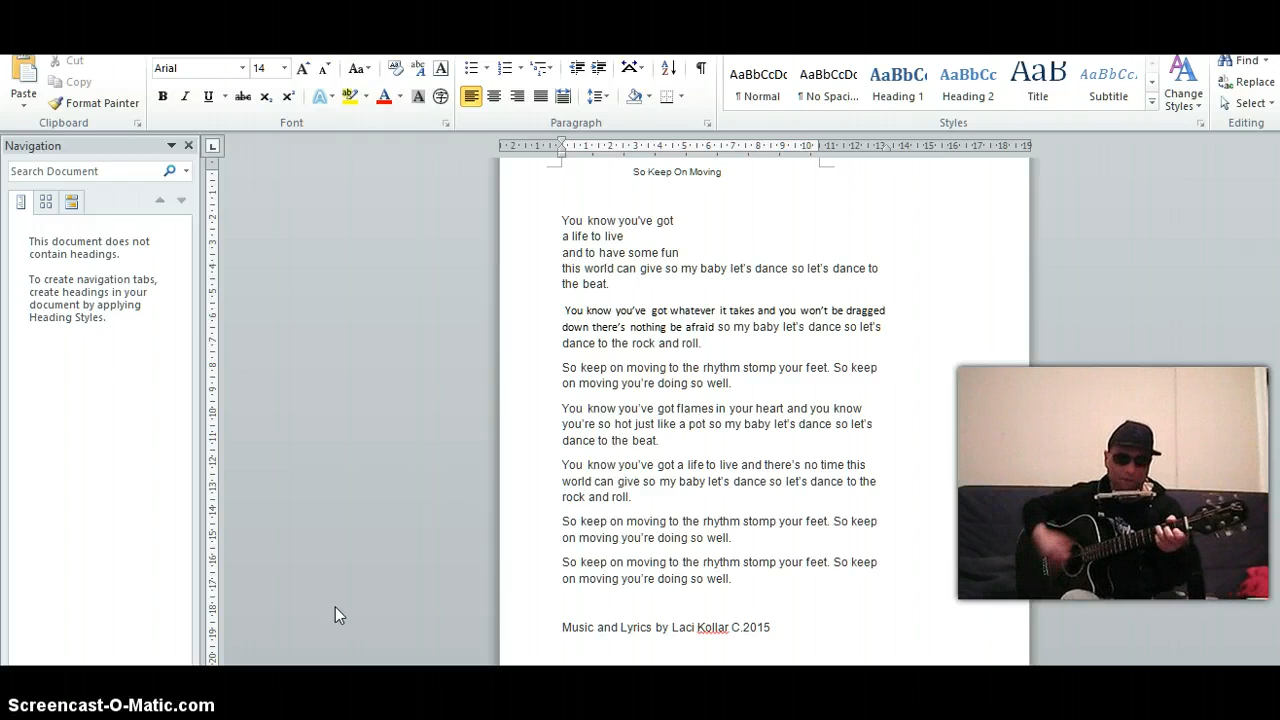 Cut
Copy
Paste
Format Painter
Clipboard
Arial
14
Aa
B I U abc x₂ x²
Font
Paragraph
AaBbCcDc AaBbCcDc AaBbC AaBbCc AaB AaBbCc.
¶ Normal ¶ No Spaci... Heading 1 Heading 2 Title Subtitle
Change
Styles
Styles
Find
Replace
Select
Editing
Navigation
Search Document
This document does not
contain headings.
To create navigation tabs,
create headings in your
document by applying
Heading Styles.
So Keep On Moving
You know you've got
a life to live
and to have some fun
this world can give so my baby let's dance so let's dance to
the beat.
You know you've got whatever it takes and you won't be dragged
down there's nothing be afraid so my baby let's dance so let's
dance to the rock and roll.
So keep on moving to the rhythm stomp your feet. So keep
on moving you're doing so well.
You know you've got flames in your heart and you know
you're so hot just like a pot so my baby let's dance so let's
dance to the beat.
You know you've got a life to live and there's no time this
world can give so my baby let's dance so let's dance to the
rock and roll.
So keep on moving to the rhythm stomp your feet. So keep
on moving you're doing so well.
So keep on moving to the rhythm stomp your feet. So keep
on moving you're doing so well.
Music and Lyrics by Laci Kollar C.2015
Screencast-O-Matic.com